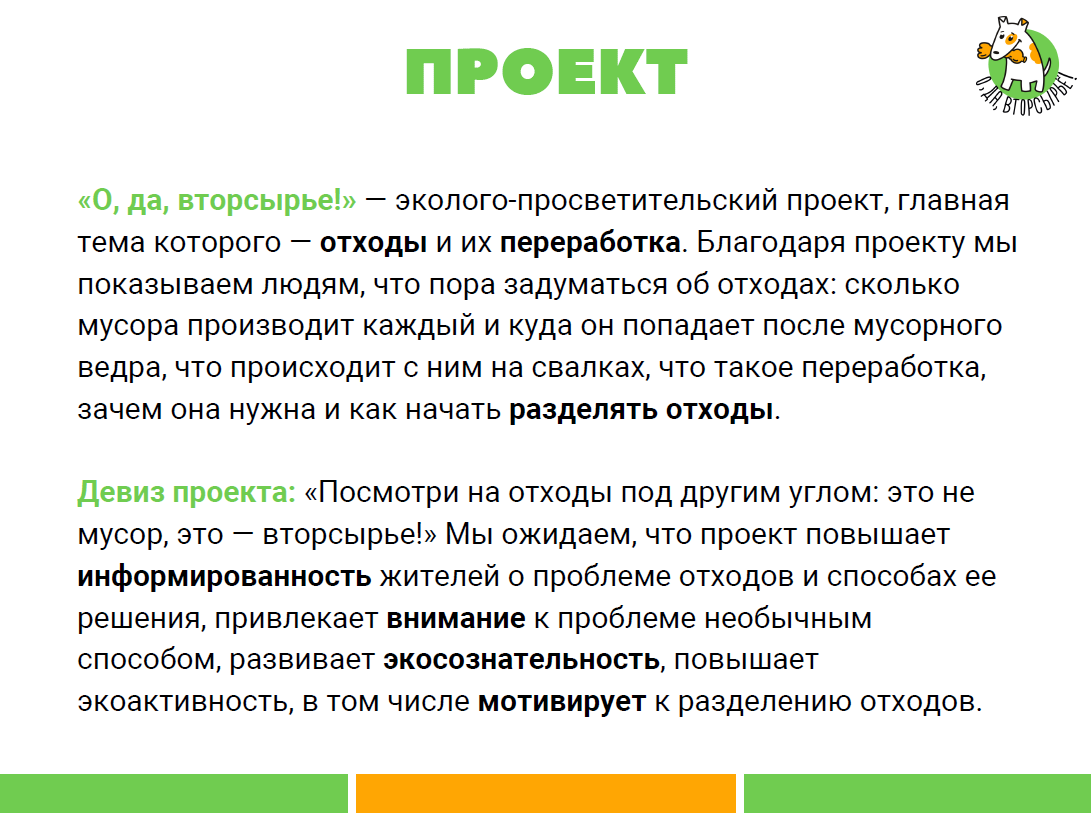 ПРОЕКТ
О, ДА, ВТОРСЫРЬЕ!
«О, да, вторсырье!» — эколого-просветительский проект, главная
тема которого — отходы и их переработка. Благодаря проекту мы
показываем людям, что пора задуматься об отходах: сколько
мусора производит каждый и куда он попадает после мусорного
ведра, что происходит с ним на свалках, что такое переработка,
зачем она нужна и как начать разделять отходы.
Девиз проекта: «Посмотри на отходы под другим углом: это не
мусор, это — вторсырье!» Мы ожидаем, что проект повышает
информированность жителей о проблеме отходов и способах ее
решения, привлекает внимание к проблеме необычным
способом, развивает экосознательность, повышает
экоактивность, в том числе мотивирует к разделению отходов.